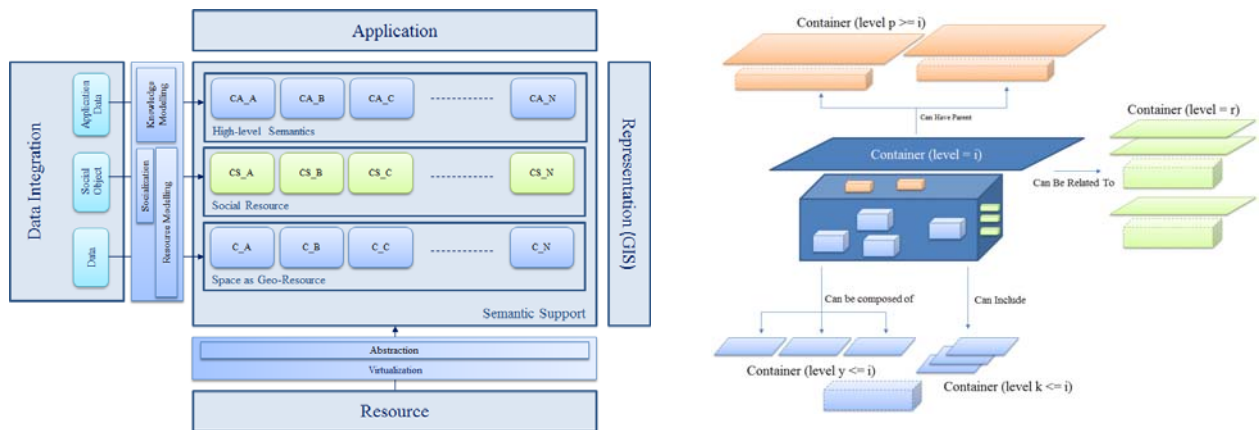 Application
Data Integration
Application
Data
Social
Object
Data
Knowledge
Modelling
Socialization
Resource Modelling
CA_A
CA_B
CA_C
CA_N
High-level Semantics
CS_A
CS_B
CS_C
CS_N
Social Resource
C_A
C_B
C_C
C_N
Space as Geo-Resource
Semantic Support
Representation (GIS)
Abstraction
Virtualization
Resource
Container (level p >= i)
Can Have Parent
Container (level = r)
Container (level = i)
Can Be Related To
Can be composed of
Can Include
Container (level y <= i)
Container (level k <= i)